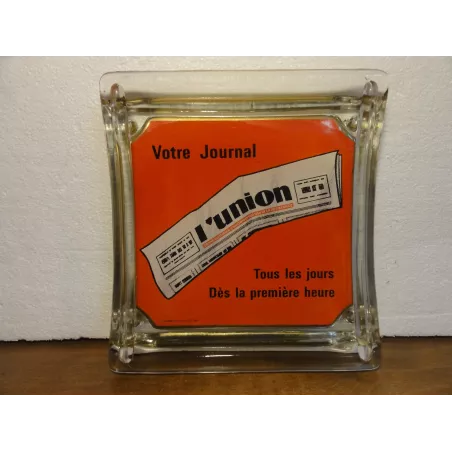 Votre Journal
l'union
Tous les jours
Dès la première heure